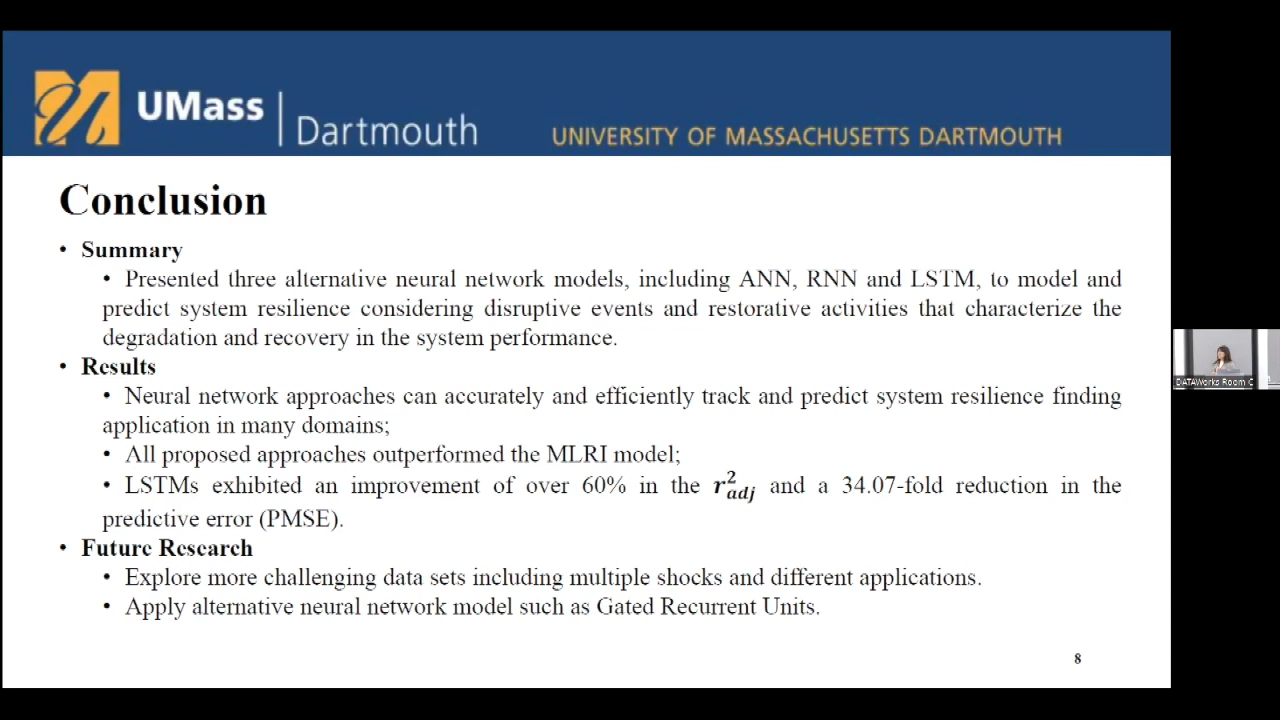 UMass
Dartmouth
UNIVERSITY OF MASSACHUSETTS DARTMOUTH
Conclusion
• Summary
• Presented three alternative neural network models, including ANN, RNN and LSTM, to model and
predict system resilience considering disruptive events and restorative activities that characterize the
degradation and recovery in the system performance.
• Results
• Neural network approaches can accurately and efficiently track and predict system resilience finding
application in many domains;
• All proposed approaches outperformed the MLRI model;
• LSTMs exhibited an improvement of over 60% in the r²adj and a 34.07-fold reduction in the
predictive error (PMSE).
• Future Research
• Explore more challenging data sets including multiple shocks and different applications.
• Apply alternative neural network model such as Gated Recurrent Units.
8
DATAWorks Room C